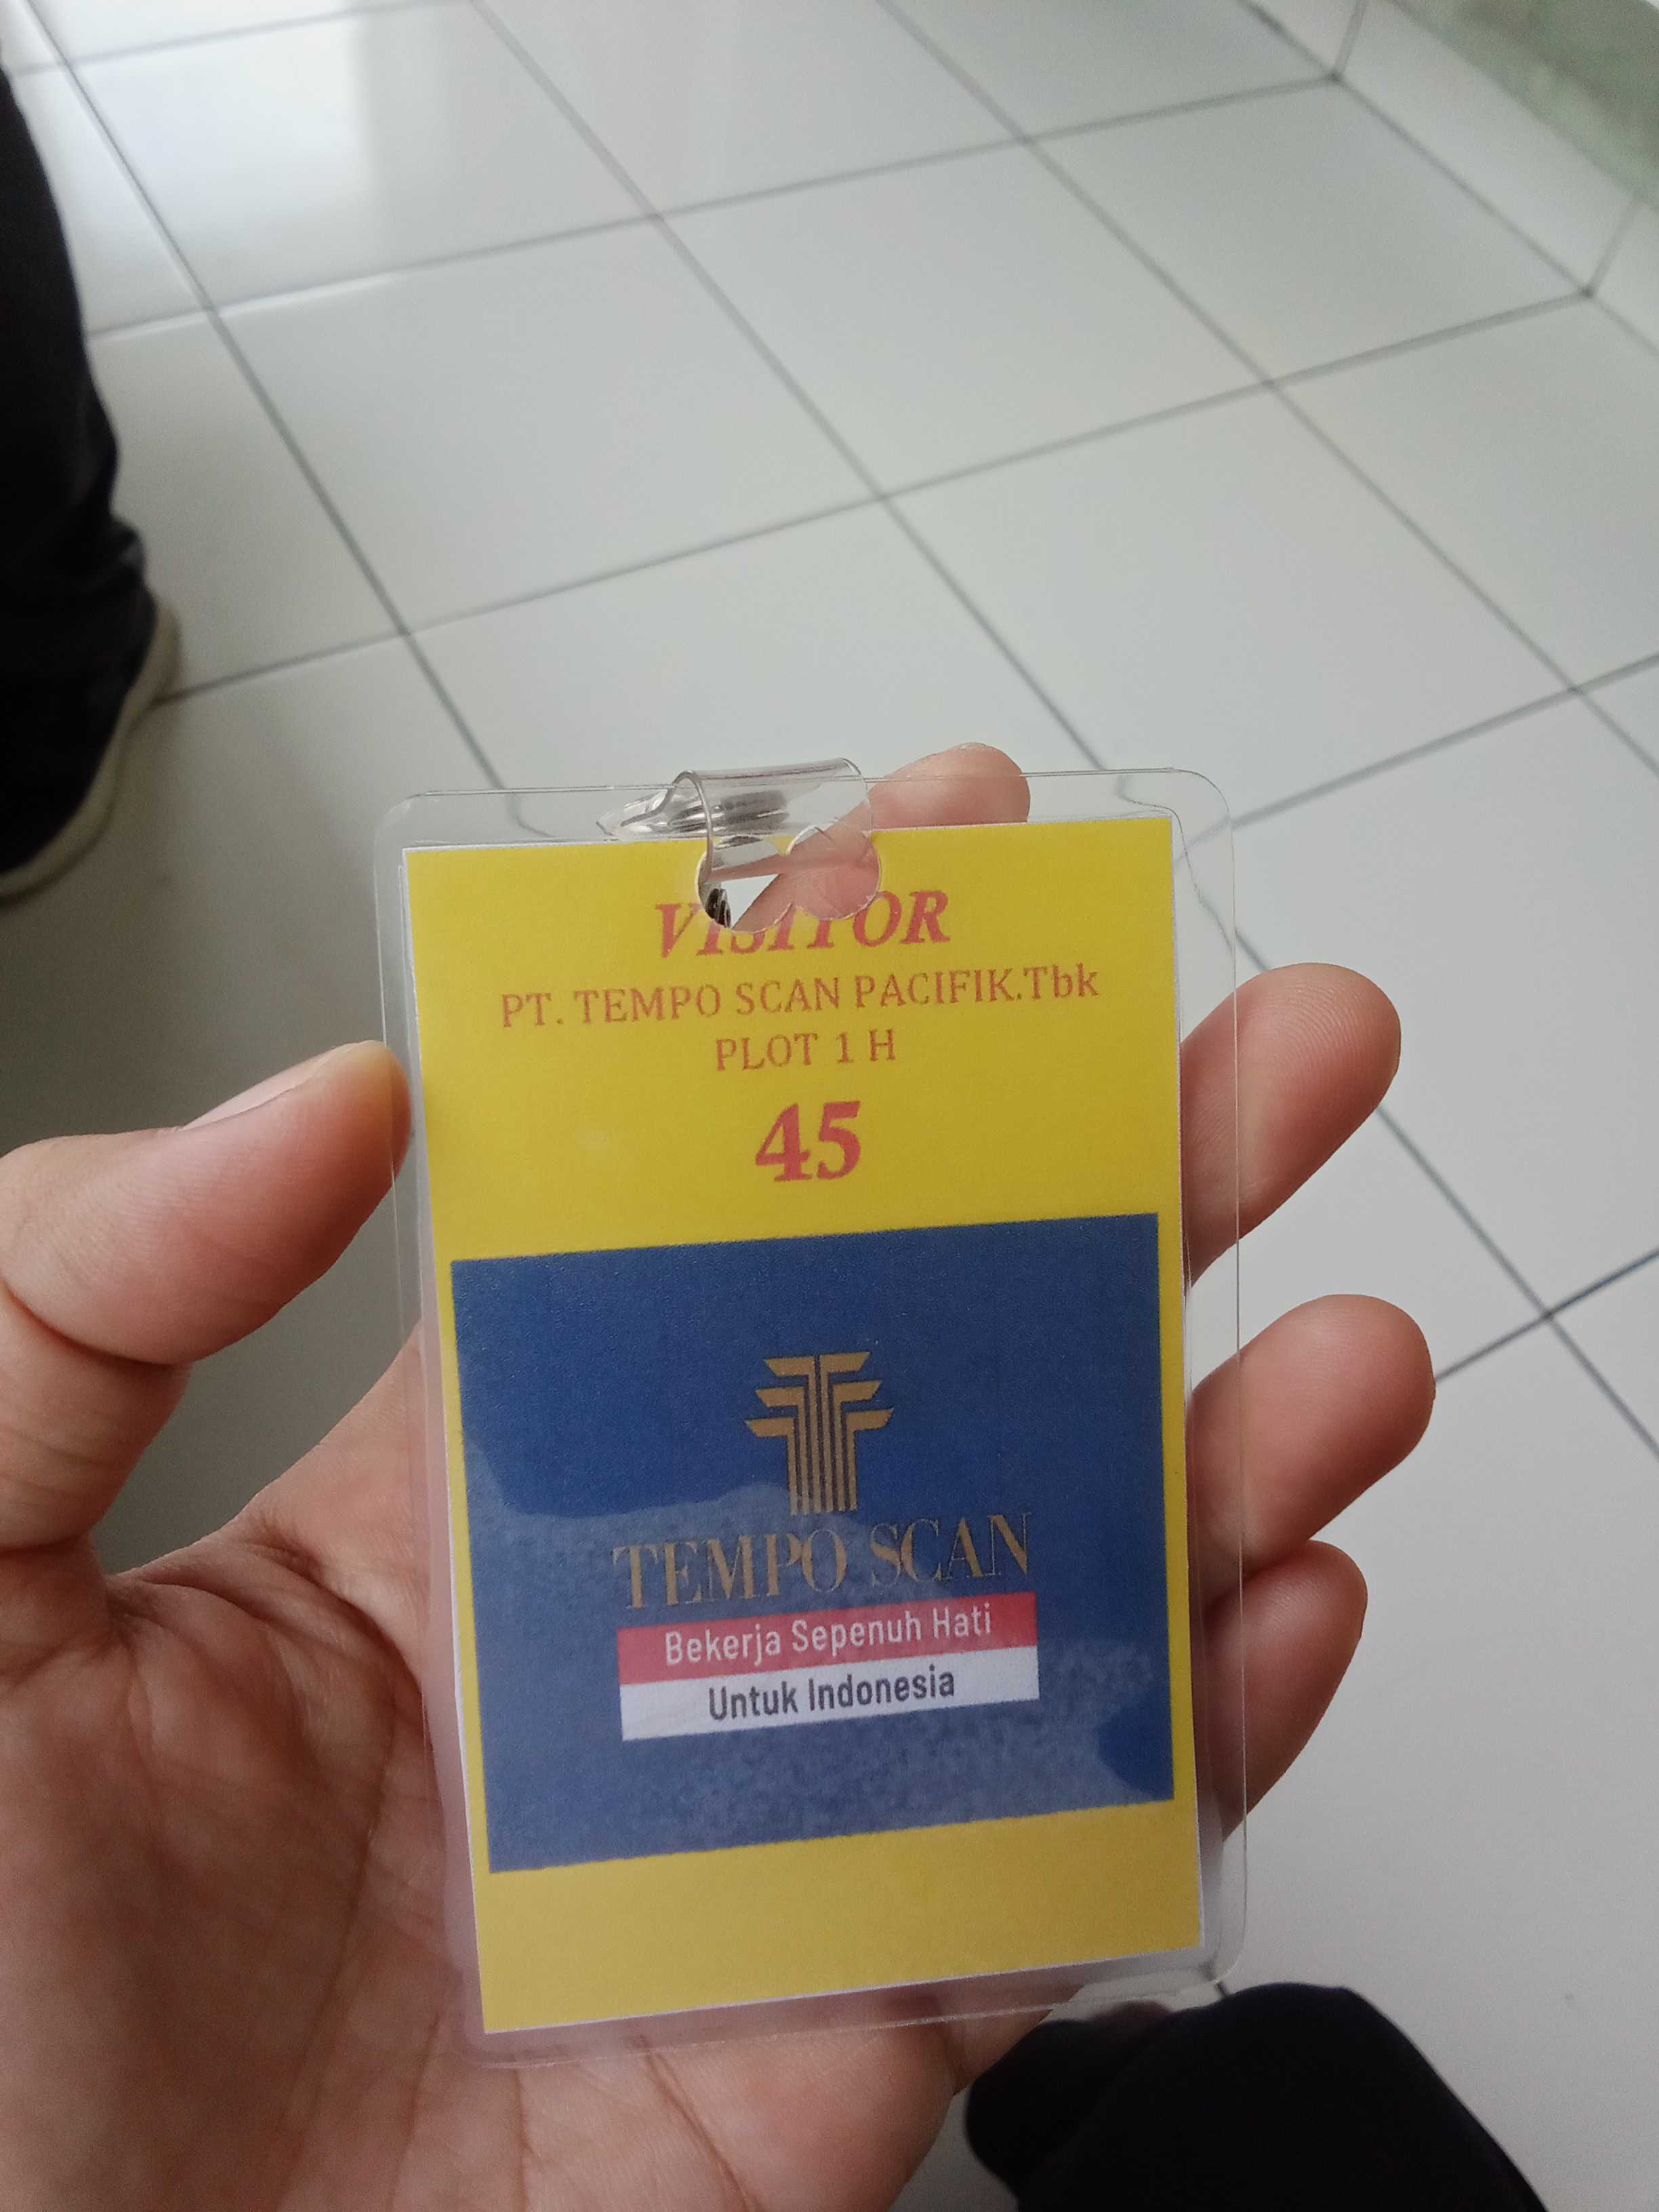 VISITOR
PT. TEMPO SCAN PACIFIK.Tbk
PLOT 1 H
45
TEMPO SCAN
Bekerja Sepenuh Hati
Untuk Indonesia